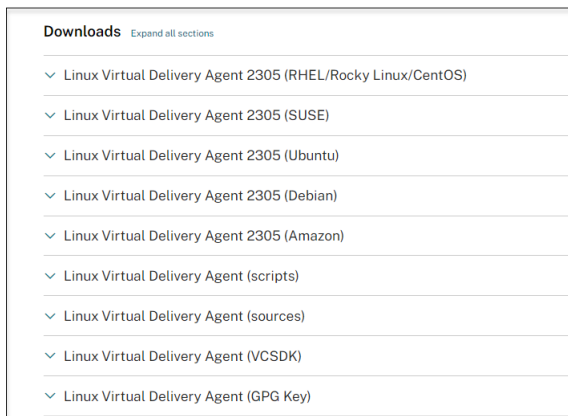 Downloads Expand all sections
Linux Virtual Delivery Agent 2305 (RHEL/Rocky Linux/CentOS)
Linux Virtual Delivery Agent 2305 (SUSE)
Linux Virtual Delivery Agent 2305 (Ubuntu)
Linux Virtual Delivery Agent 2305 (Debian)
Linux Virtual Delivery Agent 2305 (Amazon)
Linux Virtual Delivery Agent (scripts)
Linux Virtual Delivery Agent (sources)
Linux Virtual Delivery Agent (VCSDK)
Linux Virtual Delivery Agent (GPG Key)